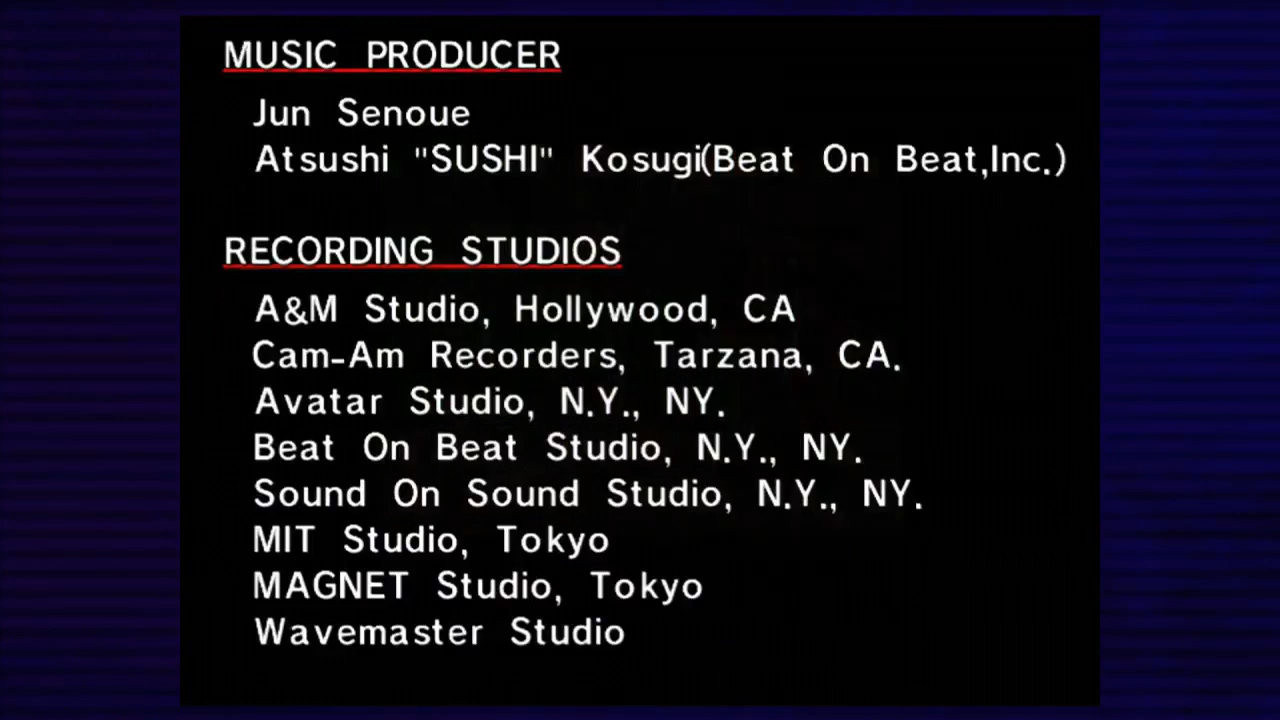 MUSIC PRODUCER
Jun Senoue
Atsushi "SUSHI" Kosugi(Beat On Beat,Inc.)
RECORDING STUDIOS
A&M Studio, Hollywood, CA
Cam-Am Recorders, Tarzana, CA.
Avatar Studio, N.Y., NY.
Beat On Beat Studio, N.Y., NY.
Sound On Sound Studio, N.Y., NY.
MIT Studio, Tokyo
MAGNET Studio, Tokyo
Wavemaster Studio